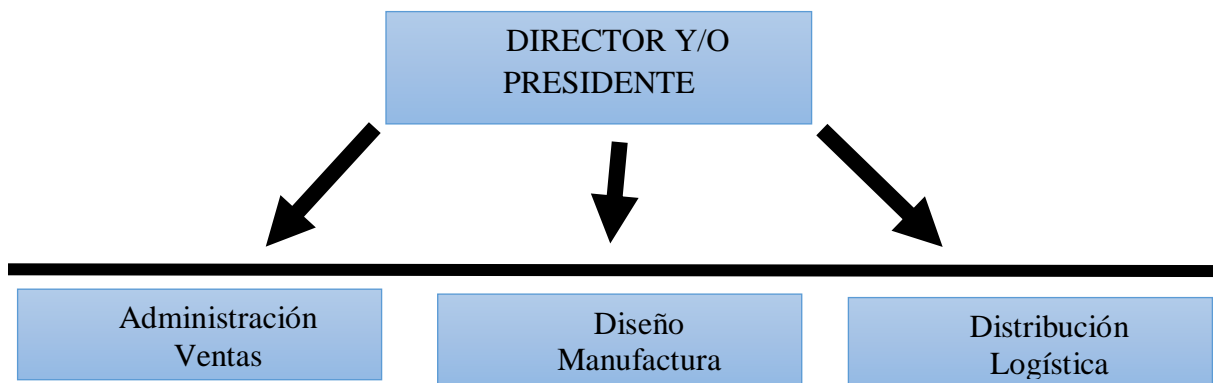 DIRECTOR Y/O
PRESIDENTE
Administración
Ventas
Diseño
Manufactura
Distribución
Logística